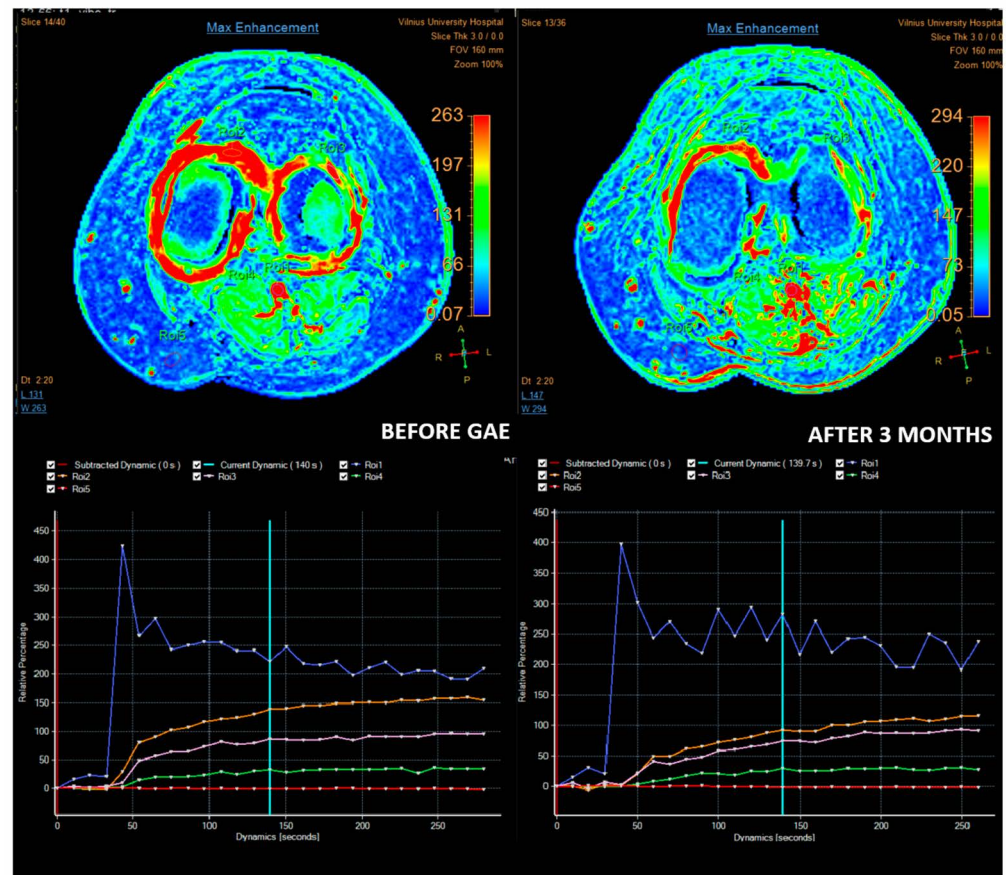 Slice 14/40
Vilnius University Hospital
Slice Thk 3.0 / 0.0
FOV 160 mm
Zoom 100%
Max Enhancement
Roi2
Roi3
Roi4
Roi1
Roi5
263
197
131
66
0.07
A
R
L
P
Dt 2:20
L 131
W 263
BEFORE GAE
Slice 13/36
Vilnius University Hospital
Slice Thk 3.0 / 0.0
FOV 160 mm
Zoom 100%
Max Enhancement
Roi2
Roi3
Roi4
Roi1
Roi5
294
220
147
73
0.05
A
R
L
P
Dt 2:20
L 147
W 294
AFTER 3 MONTHS
Subtracted Dynamic ( 0 s )
Current Dynamic ( 140 s )
Roi1
Roi2
Roi3
Roi4
Roi5
Relative Percentage
450
400
350
300
250
200
150
100
50
0
0
50
100
150
200
250
Dynamics [seconds]
Subtracted Dynamic ( 0 s )
Current Dynamic ( 139.7 s )
Roi1
Roi2
Roi3
Roi4
Roi5
Relative Percentage
450
400
350
300
250
200
150
100
50
0
0
50
100
150
200
250
Dynamics [seconds]